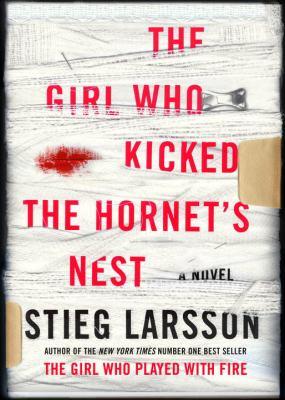 THE
GIRL WHO
KICKED
THE HORNET'S
NEST
A NOVEL
STIEG LARSSON
AUTHOR OF THE NEW YORK TIMES NUMBER ONE BEST SELLER
THE GIRL WHO PLAYED WITH FIRE